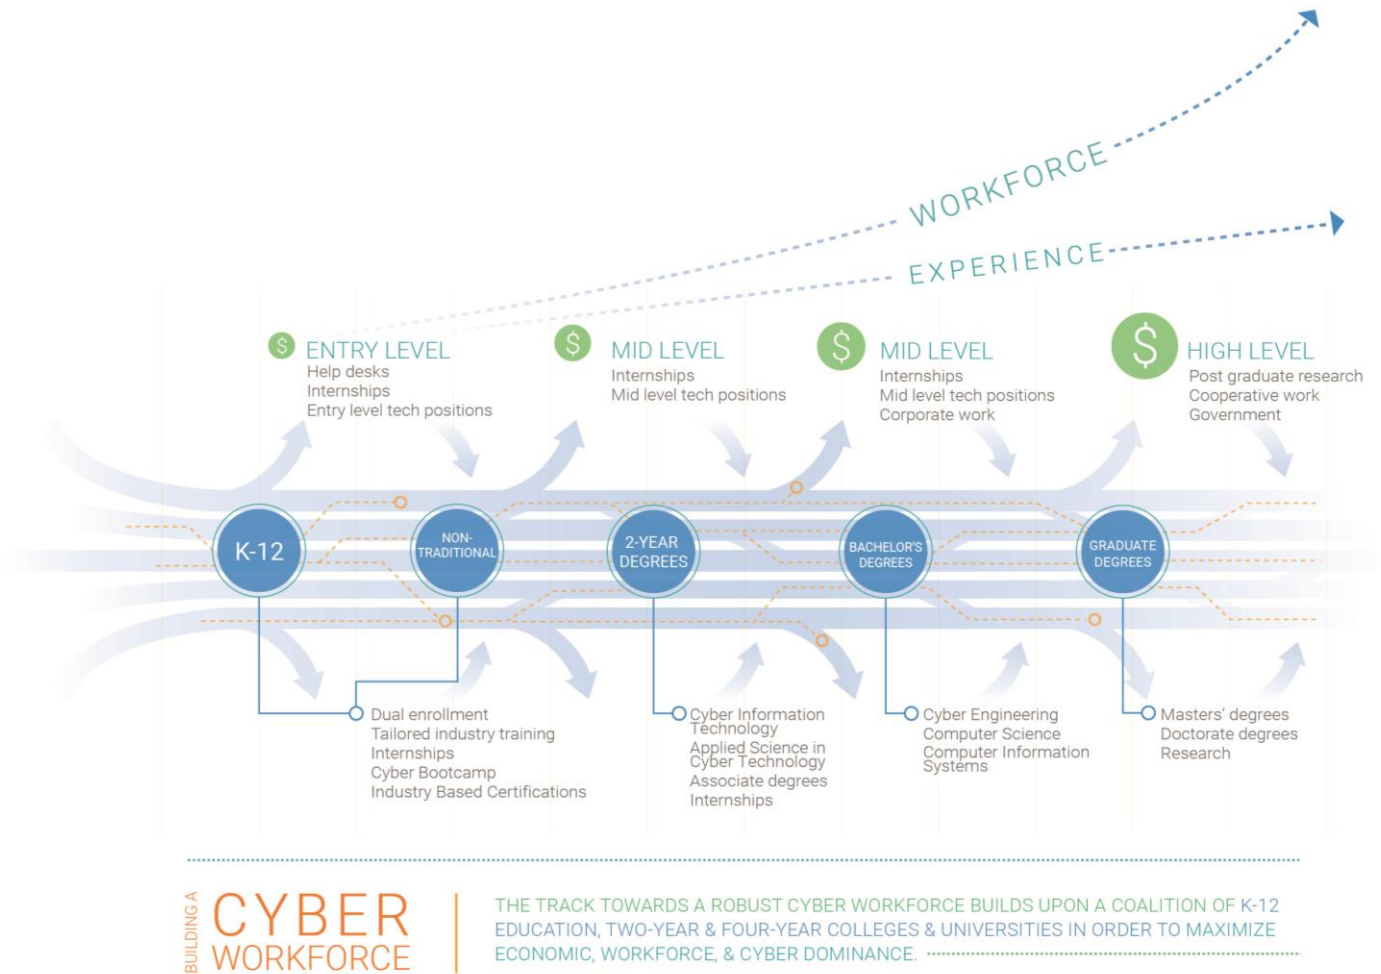 WORKFORCE
EXPERIENCE
$ ENTRY LEVEL
Help desks
Internships
Entry level tech positions
$ MID LEVEL
Internships
Mid level tech positions
$ MID LEVEL
Internships
Mid level tech positions
Corporate work
$ HIGH LEVEL
Post graduate research
Cooperative work
Government
K-12
NON-
TRADITIONAL
2-YEAR
DEGREES
BACHELOR'S
DEGREES
GRADUATE
DEGREES
Dual enrollment
Tailored industry training
Internships
Cyber Bootcamp
Industry Based Certifications
Cyber Information
Technology
Applied Science in
Cyber Technology
Associate degrees
Internships
Cyber Engineering
Computer Science
Computer Information
Systems
Masters' degrees
Doctorate degrees
Research
BUILDING A
CYBER
WORKFORCE
THE TRACK TOWARDS A ROBUST CYBER WORKFORCE BUILDS UPON A COALITION OF K-12
EDUCATION, TWO-YEAR & FOUR-YEAR COLLEGES & UNIVERSITIES IN ORDER TO MAXIMIZE
ECONOMIC, WORKFORCE, & CYBER DOMINANCE.